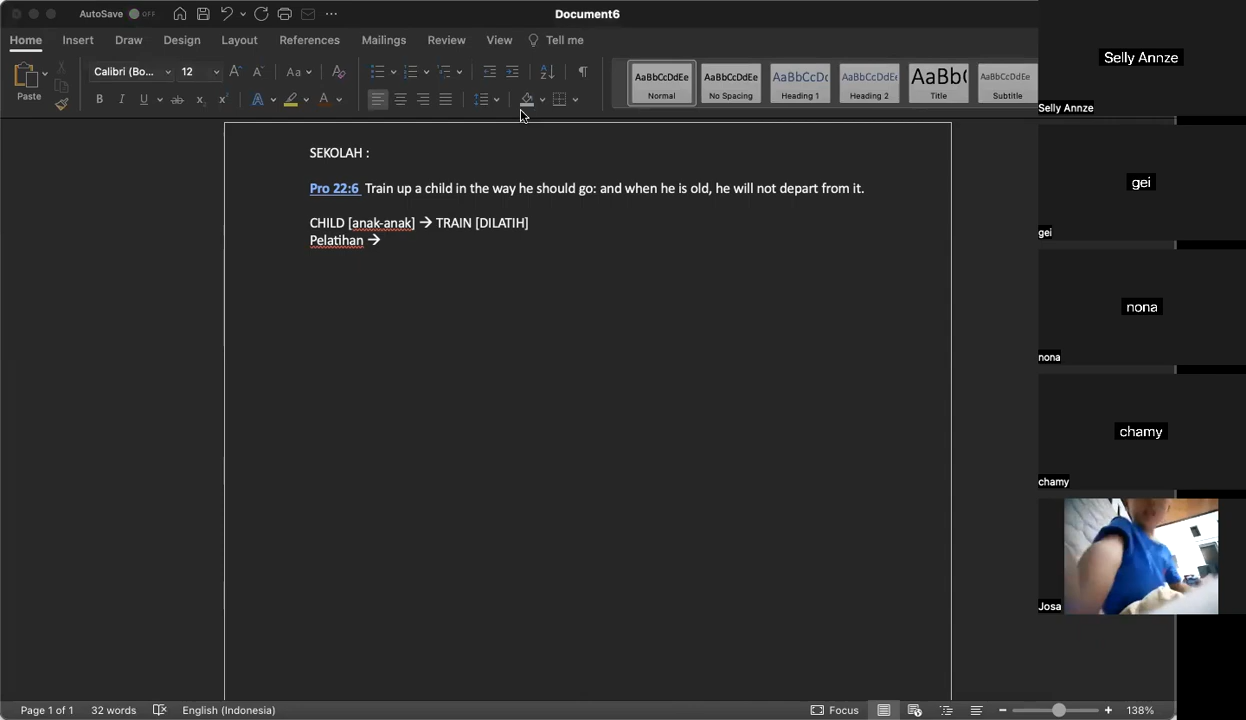 AutoSave OFF
Document6
Home Insert Draw Design Layout References Mailings Review View Tell me
Paste
Calibri (Bo... 12
AaBbCcDdEe Normal
AaBbCcDdEe No Spacing
AaBbCcDc Heading 1
AaBbCcDdEe Heading 2
AaBb( Title
AaBbCcDdEe Subtitle
SEKOLAH :
Pro 22:6 Train up a child in the way he should go: and when he is old, he will not depart from it.
CHILD [anak-anak] → TRAIN [DILATIH]
Pelatihan →
Selly Annze
Selly Annze
gei
gei
nona
nona
chamy
chamy
Josa
Page 1 of 1 32 words English (Indonesia) Focus 138%